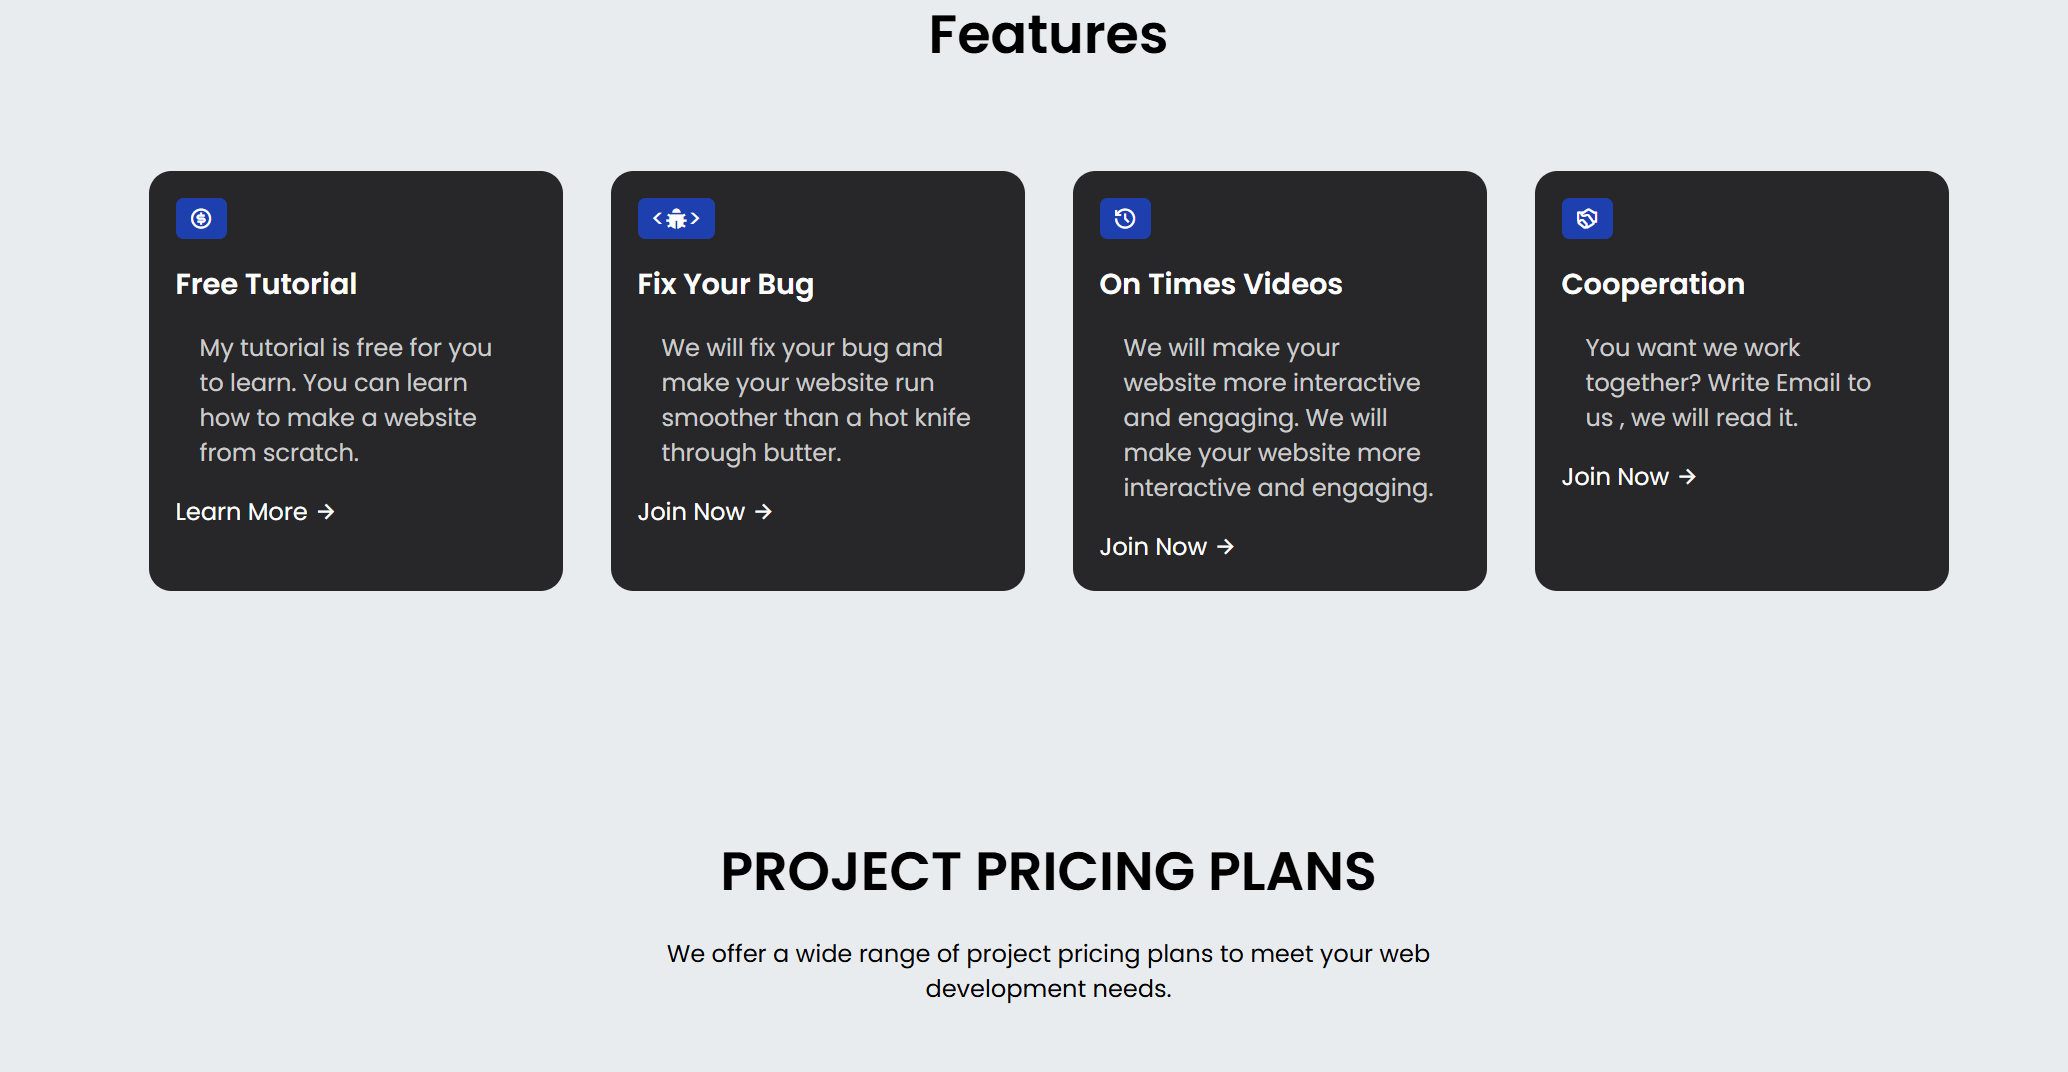 Features
Free Tutorial
My tutorial is free for you
to learn. You can learn
how to make a website
from scratch.
Learn More →
Fix Your Bug
We will fix your bug and
make your website run
smoother than a hot knife
through butter.
Join Now →
On Times Videos
We will make your
website more interactive
and engaging. We will
make your website more
interactive and engaging.
Join Now →
Cooperation
You want we work
together? Write Email to
us , we will read it.
Join Now →
PROJECT PRICING PLANS
We offer a wide range of project pricing plans to meet your web
development needs.